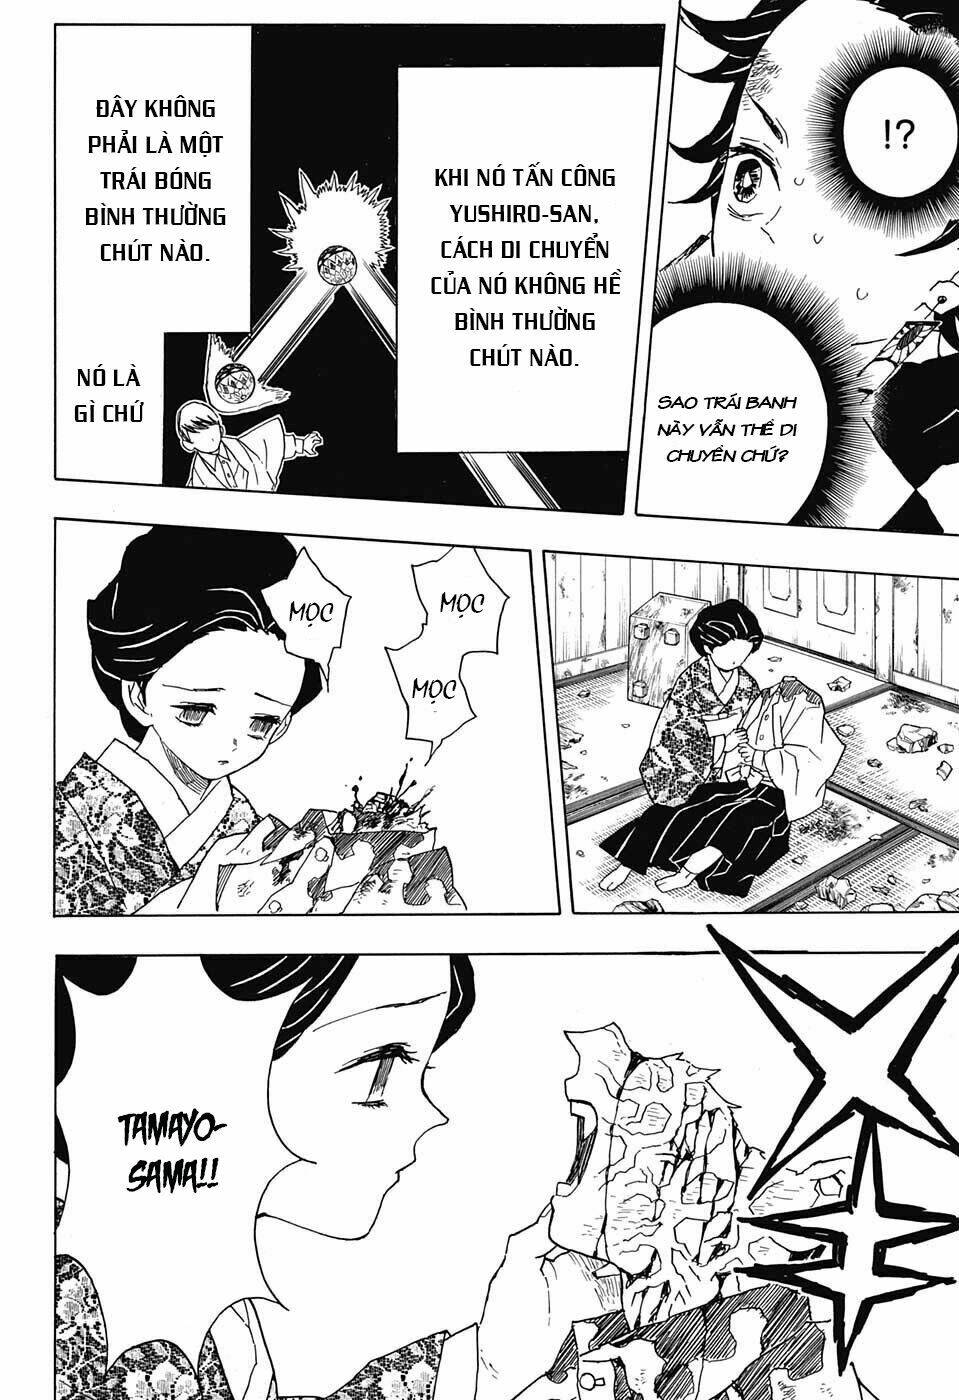 !?
SAO TRÁI BANH
NÀY VẪN THỂ DI
CHUYỂN CHỨ?
KHI NÓ TẤN CÔNG
YUSHIRO-SAN,
CÁCH DI CHUYỂN
CỦA NÓ KHÔNG HỀ
BÌNH THƯỜNG
CHÚT NÀO.
ĐÂY KHÔNG
PHẢI LÀ MỘT
TRÁI BÓNG
BÌNH THƯỜNG
CHÚT NÀO.
NÓ LÀ
GÌ CHỨ
MỌC
MỌC
MỌC
TAMAYO-
SAMA!!